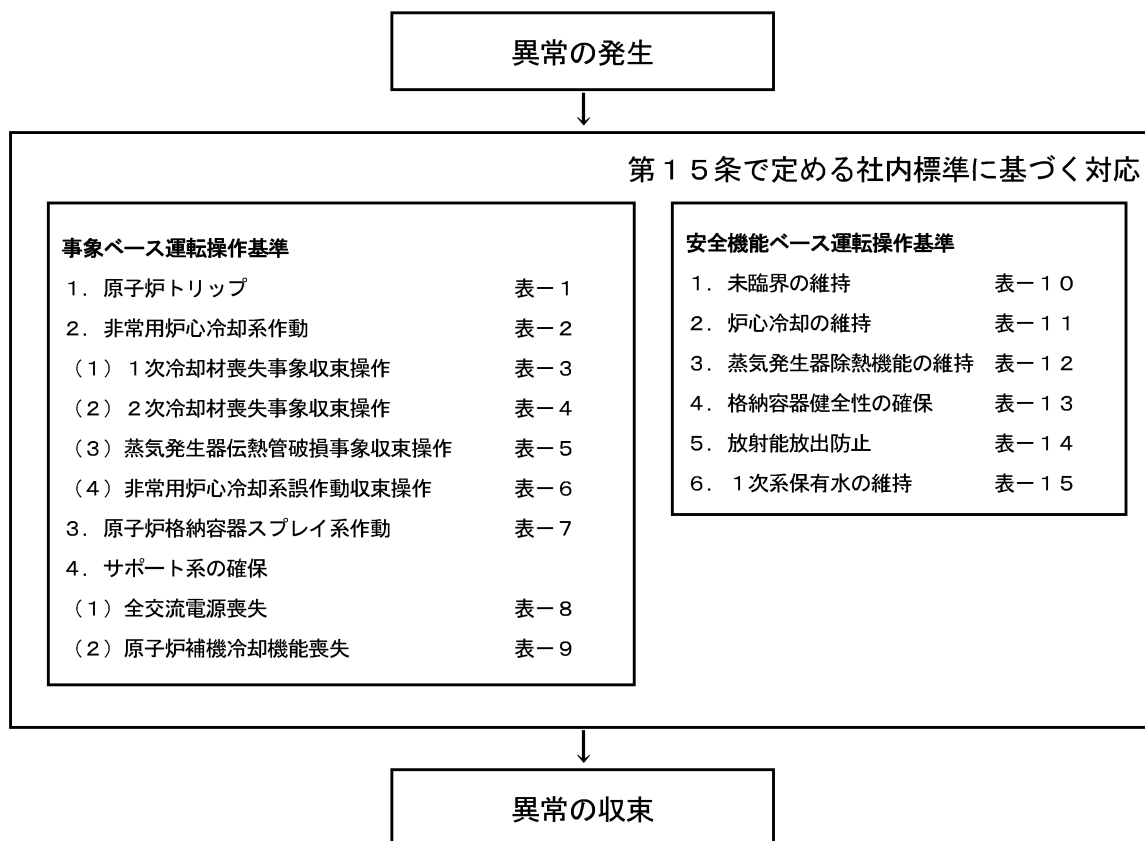 異常の発生
↓
第１５条で定める社内標準に基づく対応
事象ベース運転操作基準
１．原子炉トリップ 表－１
２．非常用炉心冷却系作動 表－２
（１）１次冷却材喪失事象収束操作 表－３
（２）２次冷却材喪失事象収束操作 表－４
（３）蒸気発生器伝熱管破損事象収束操作 表－５
（４）非常用炉心冷却系誤作動収束操作 表－６
３．原子炉格納容器スプレイ系作動 表－７
４．サポート系の確保
（１）全交流電源喪失 表－８
（２）原子炉補機冷却機能喪失 表－９
安全機能ベース運転操作基準
１．未臨界の維持 表－１０
２．炉心冷却の維持 表－１１
３．蒸気発生器除熱機能の維持 表－１２
４．格納容器健全性の確保 表－１３
５．放射能放出防止 表－１４
６．１次系保有水の維持 表－１５
↓
異常の収束